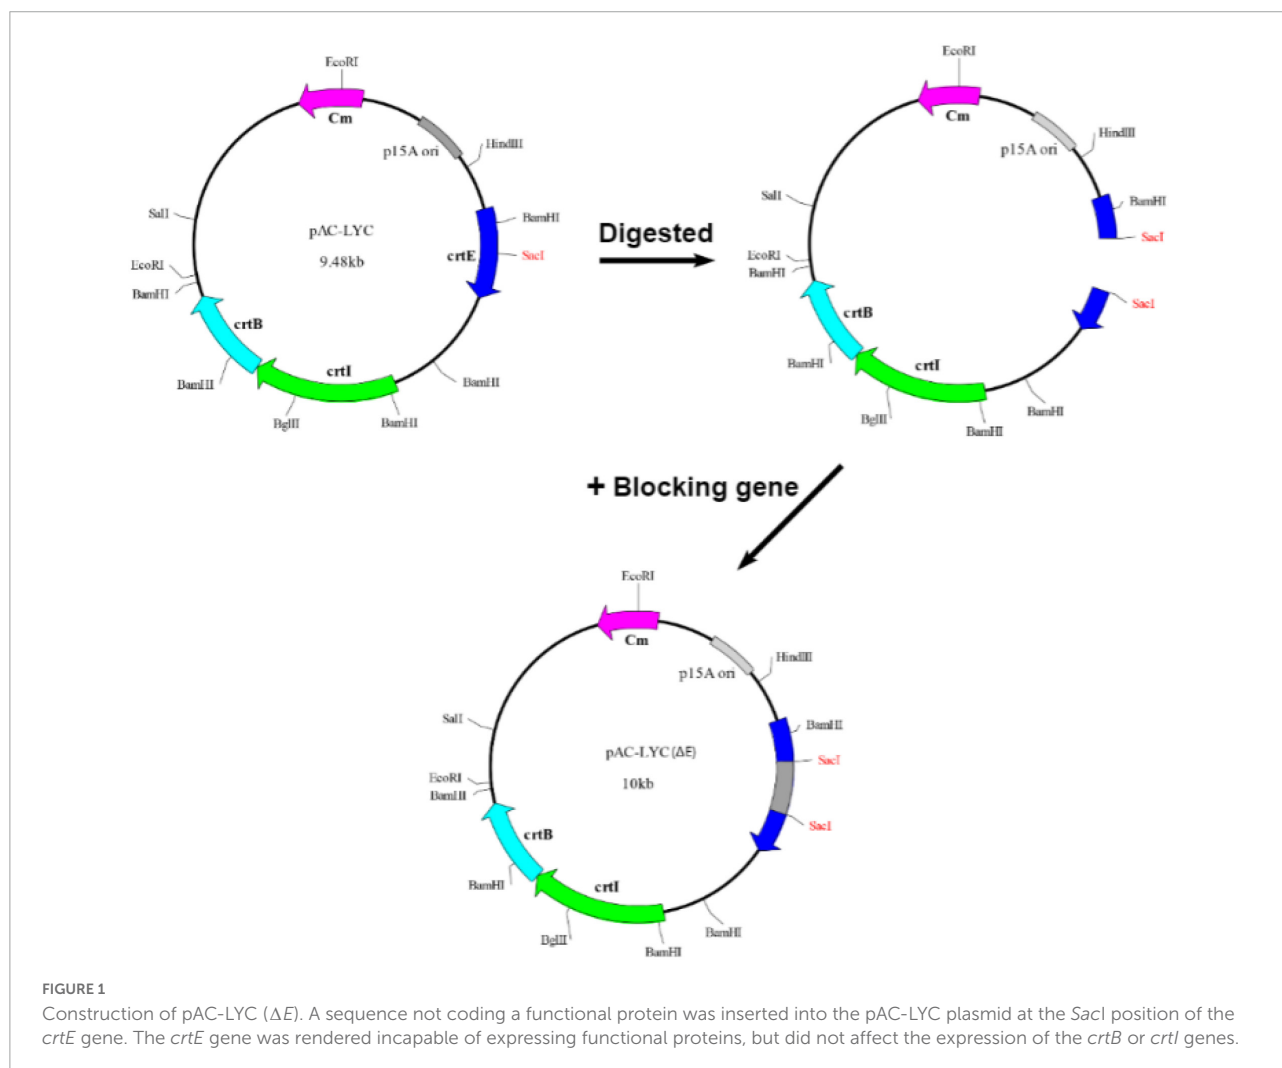 EcoRI
Cm
p15A ori
HindIII
SalI
pAC-LYC
9.48kb
BamHI
crtE
SacI
EcoRI
BamHI
crtB
BamHI
crtI
BglII
BamHI
BamHI
Digested
EcoRI
Cm
p15A ori
HindIII
SalI
BamHI
SacI
EcoRI
BamHI
SacI
crtB
BamHI
crtI
BglII
BamHI
BamHI
+ Blocking gene
EcoRI
Cm
p15A ori
HindIII
SalI
BamHI
pAC-LYC(ΔE)
SacI
EcoRI
10kb
BamHI
SacI
crtB
BamHI
crtI
BglII
BamHI
BamHI
FIGURE 1
Construction of pAC-LYC (ΔE). A sequence not coding a functional protein was inserted into the pAC-LYC plasmid at the SacI position of the
crtE gene. The crtE gene was rendered incapable of expressing functional proteins, but did not affect the expression of the crtB or crtI genes.